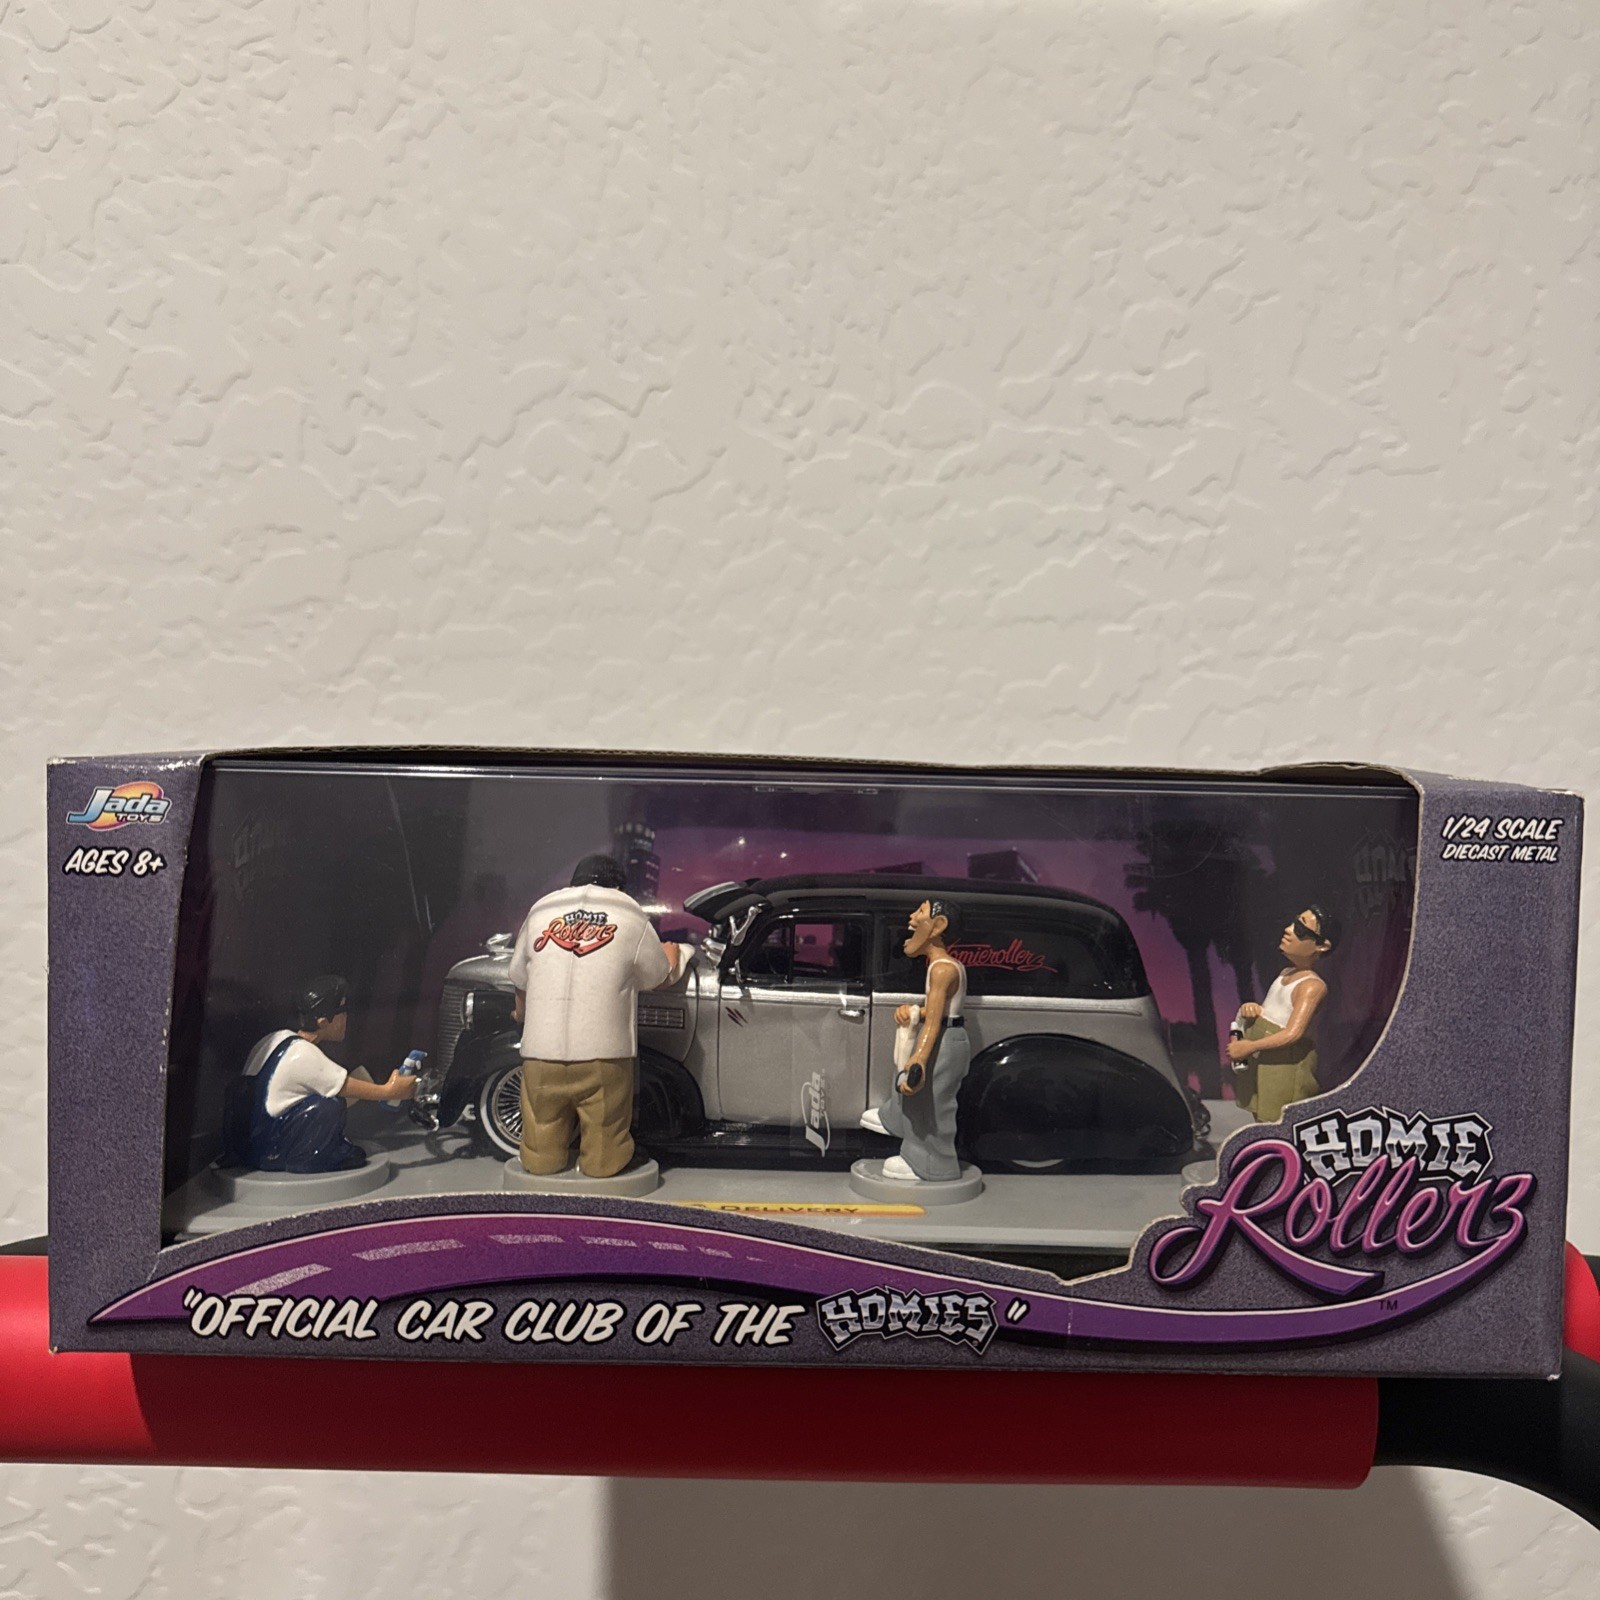 Jada
TOYS
AGES 8+
1/24 SCALE
DIECAST METAL
HOMIE
Rollerz
homierollerz
Jada
DELIVERY
HOMIE
Rollerz
TM
"OFFICIAL CAR CLUB OF THE HOMIES"